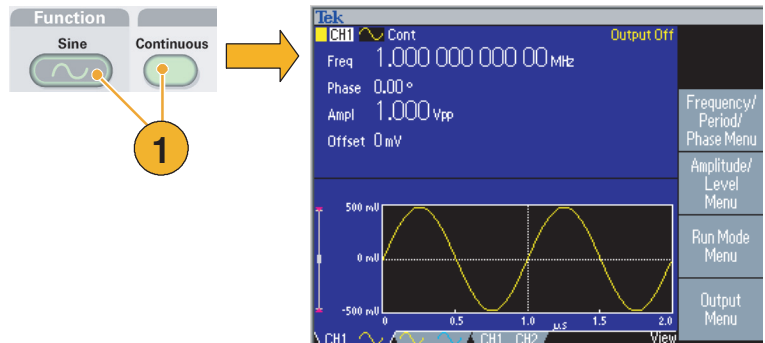 Function
Sine
Continuous
1
Tek
CH1 Cont
Output Off
Freq 1.000 000 000 00 MHz
Phase 0.00 °
Ampl 1.000 Vpp
Offset 0 mV
Frequency/
Period/
Phase Menu
Amplitude/
Level
Menu
Run Mode
Menu
Output
Menu
500 mV
0 mV
-500 mV
0 0.5 1.0 µs 1.5 2.0
CH1 CH1 CH2 View